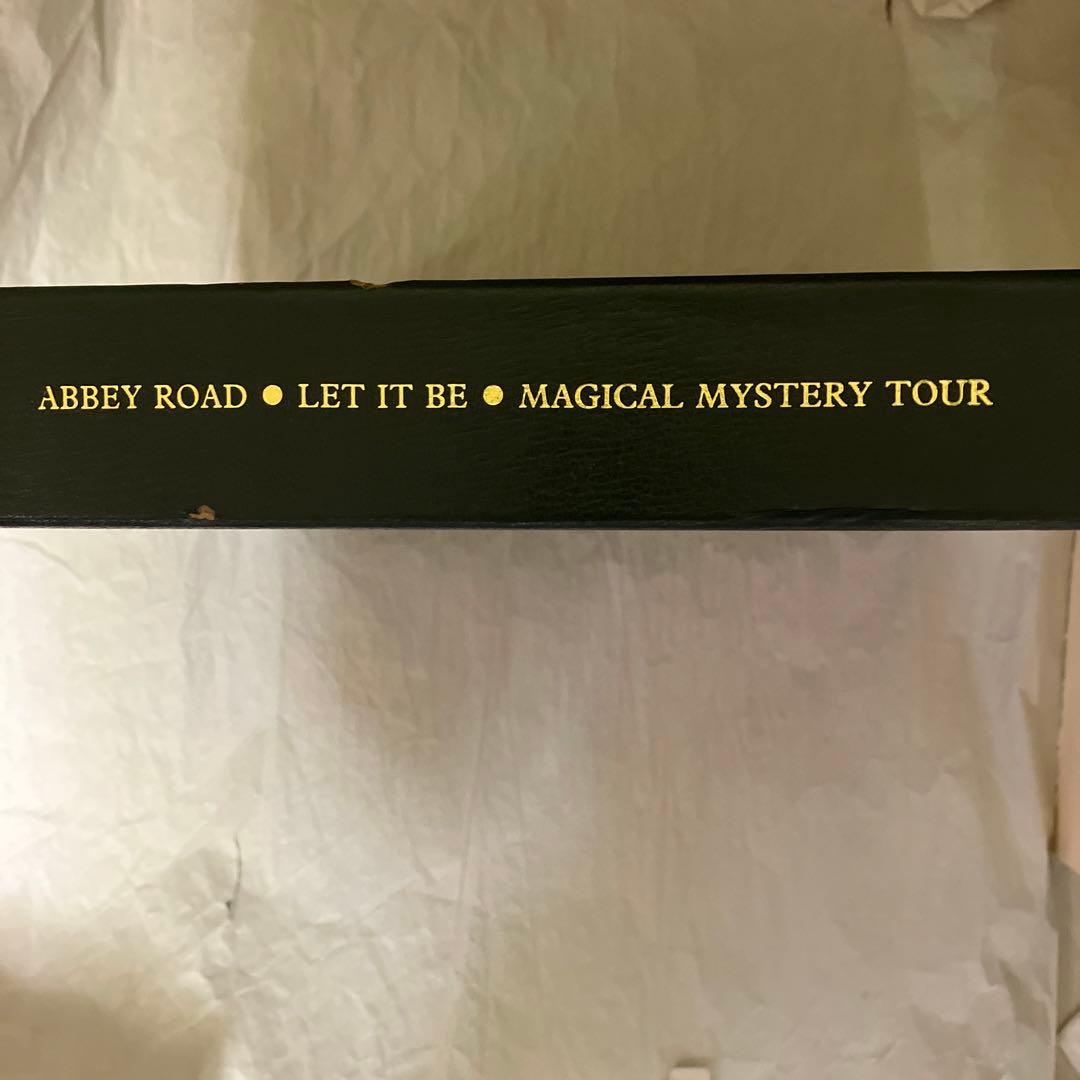 ABBEY ROAD ● LET IT BE ● MAGICAL MYSTERY TOUR